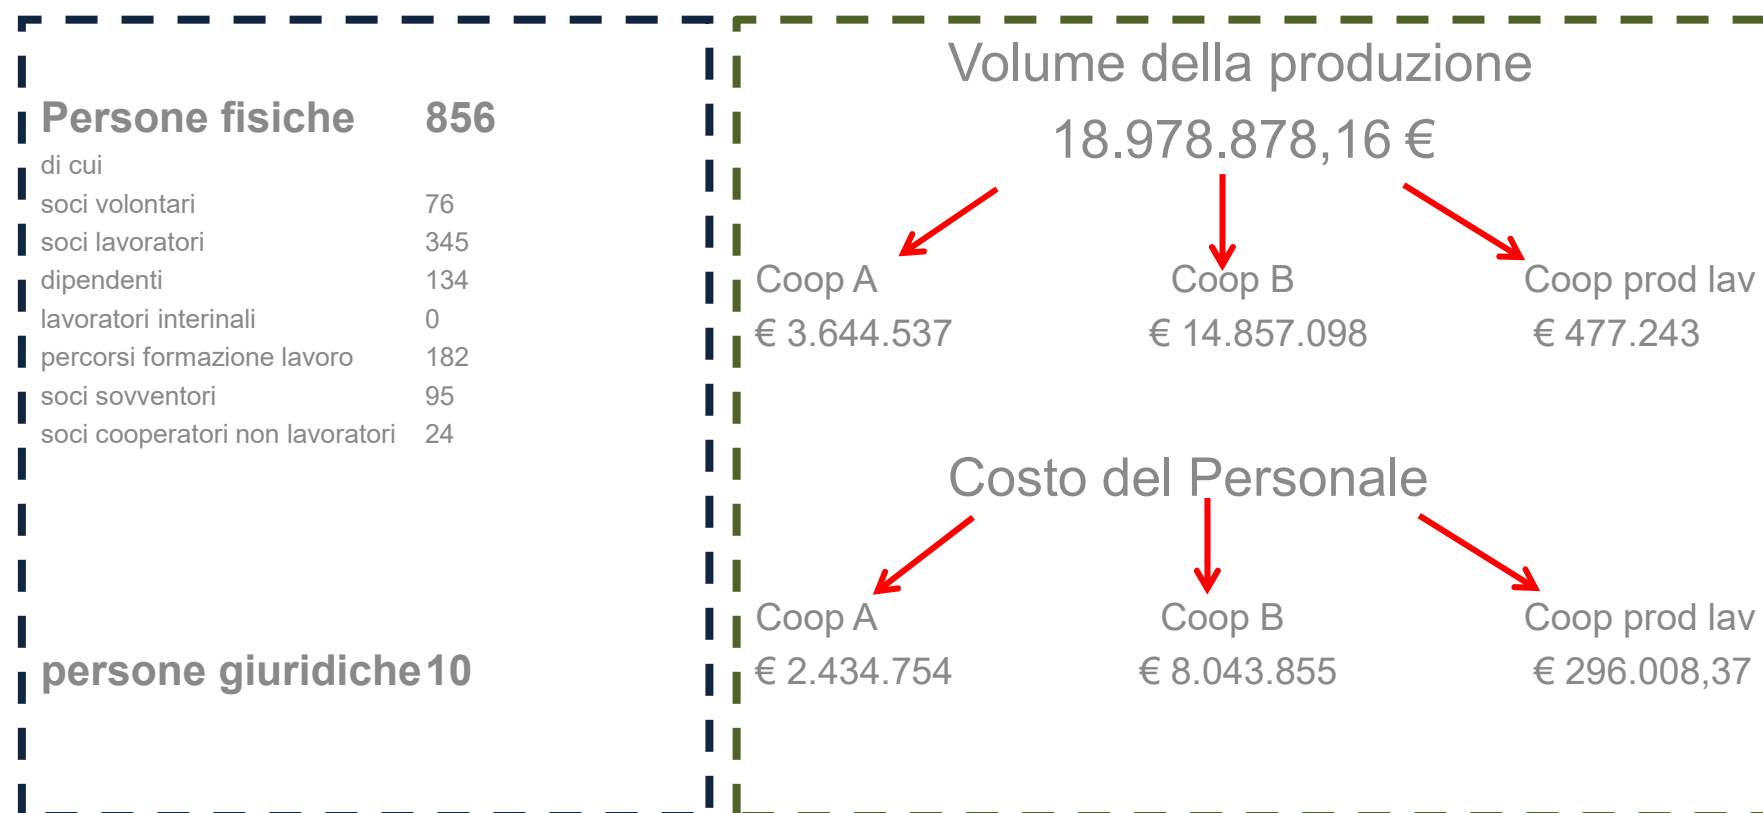 Persone fisiche 856
di cui
soci volontari 76
soci lavoratori 345
dipendenti 134
lavoratori interinali 0
percorsi formazione lavoro 182
soci sovventori 95
soci cooperatori non lavoratori 24
persone giuridiche 10
Volume della produzione
18.978.878,16 €
Coop A Coop B Coop prod lav
€ 3.644.537 € 14.857.098 € 477.243
Costo del Personale
Coop A Coop B Coop prod lav
€ 2.434.754 € 8.043.855 € 296.008,37